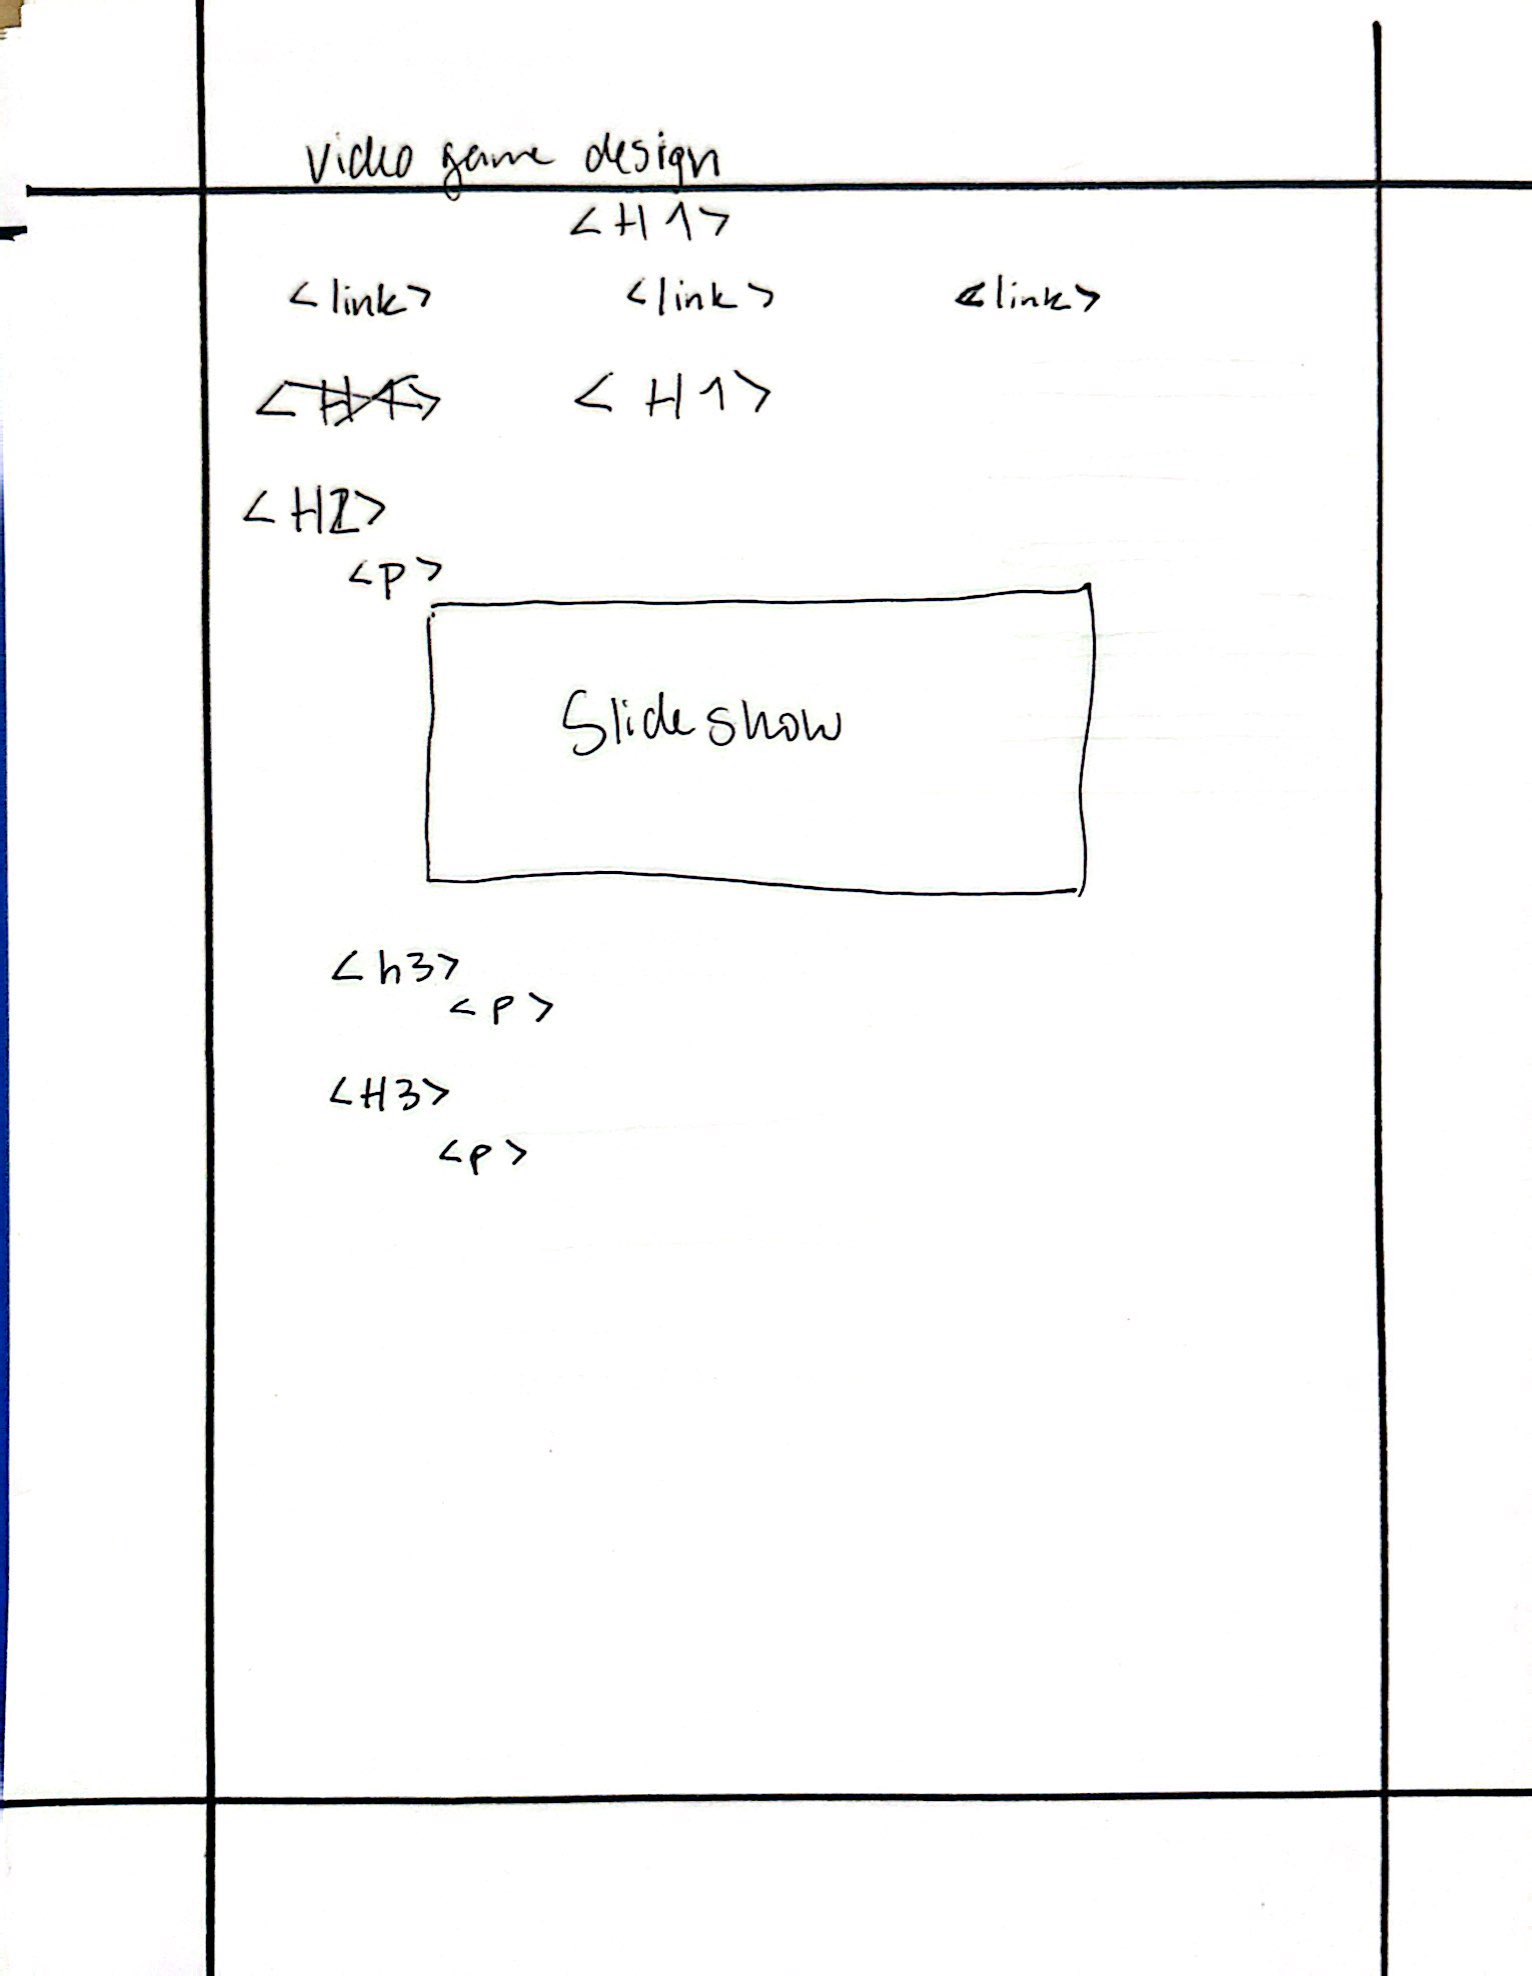 video game design
<H1>
<link> <link> <link>
<H1> <H1>
<H2>
<p>
Slideshow
<h3>
<p>
<H3>
<p>